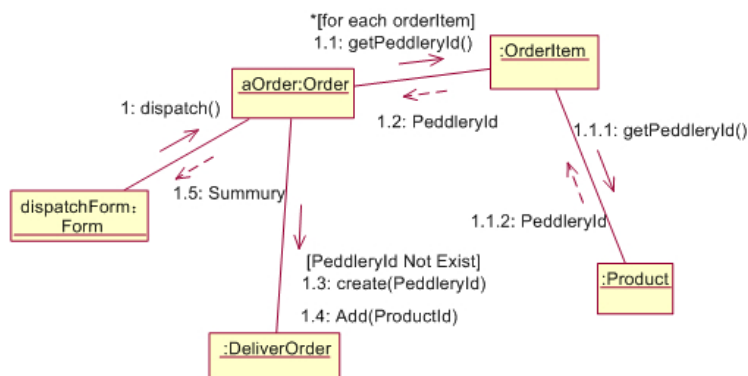 *[for each orderItem]
1.1: getPeddleryId()
:OrderItem
aOrder:Order
1: dispatch()
1.2: PeddleryId
1.1.1: getPeddleryId()
1.5: Summury
dispatchForm：
Form
1.1.2: PeddleryId
[PeddleryId Not Exist]
1.3: create(PeddleryId)
:Product
1.4: Add(ProductId)
:DeliverOrder